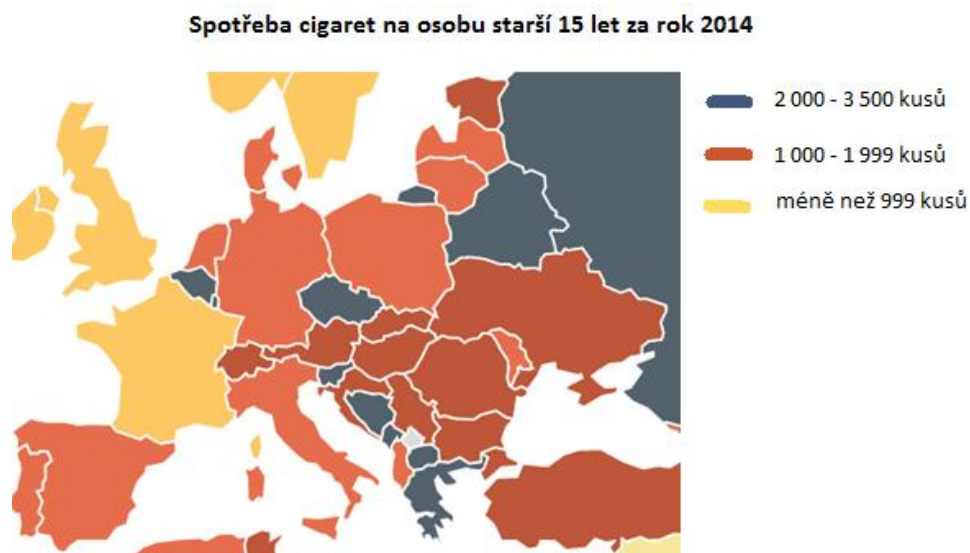 Spotřeba cigaret na osobu starší 15 let za rok 2014
2 000 - 3 500 kusů
1 000 - 1 999 kusů
méně než 999 kusů